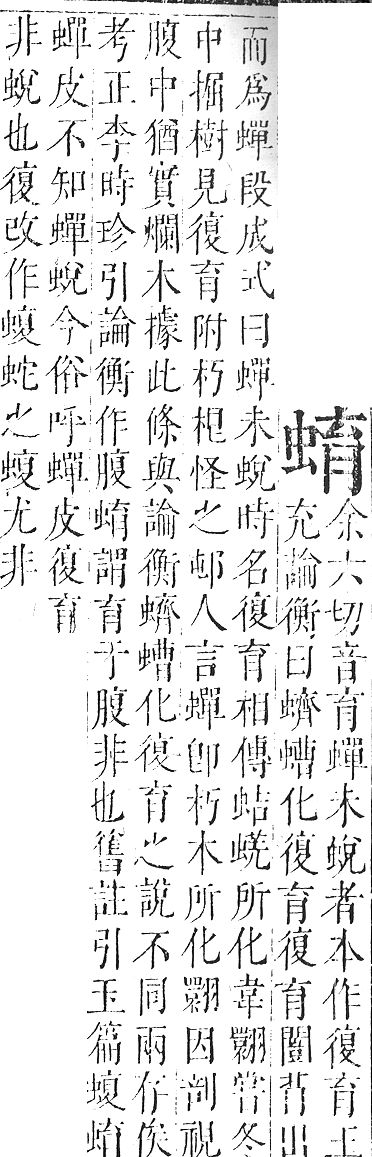 蜟余六切音育蟬未蛻者本作復育王
充論衡曰蠐螬化復育復育闓背出
而爲蟬段成式曰蟬未蛻時名復育相傳蛣蜣所化韋翾嘗冬
中掘樹見復育附朽棍怪之邨人言蟬卽朽木所化翾因剖視
腹中猶實爛木據此條與論衡蠐螬化復育之說不同兩存俟
考正李時珍引論衡作腹蜟謂育于腹非也舊註引玉篇蝮蜟
蟬皮不知蟬蛻今俗呼蟬皮復育
非蛻也復改作蝮蛇之蝮尤非